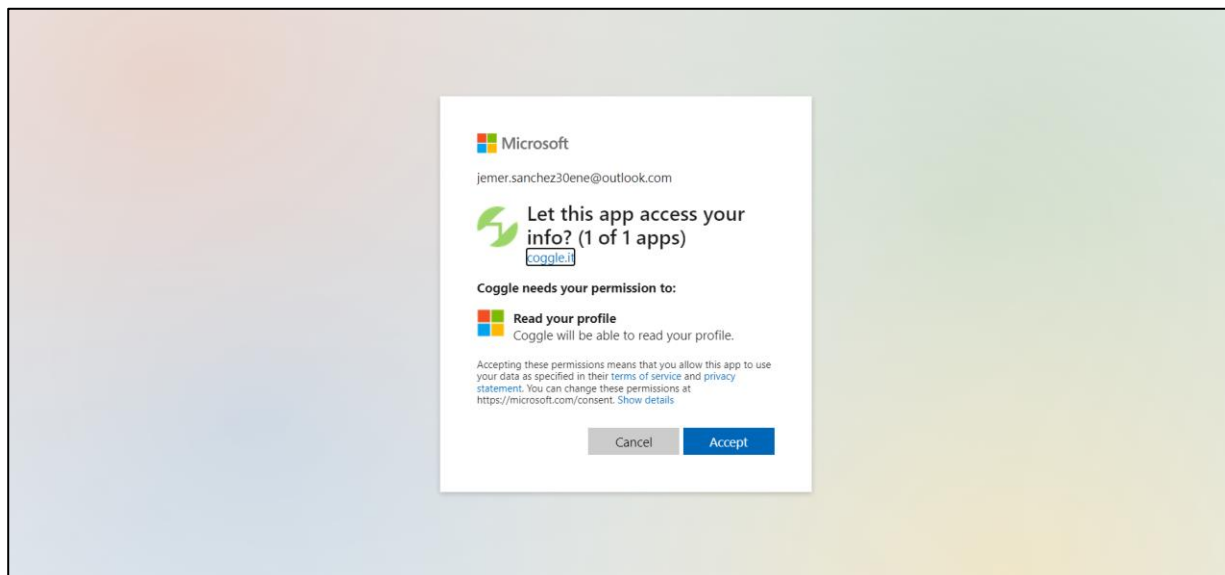 Microsoft
jemer.sanchez30ene@outlook.com
Let this app access your
info? (1 of 1 apps)
coggle.it
Coggle needs your permission to:
Read your profile
Coggle will be able to read your profile.
Accepting these permissions means that you allow this app to use
your data as specified in their terms of service and privacy
statement. You can change these permissions at
https://microsoft.com/consent. Show details
Cancel Accept